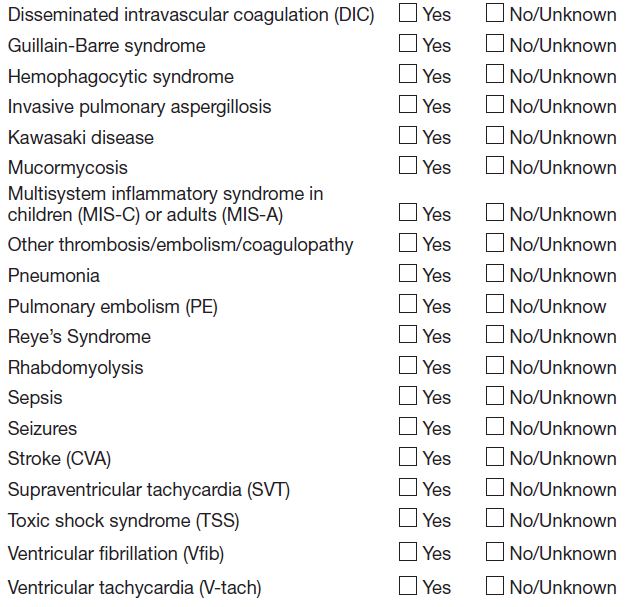 Disseminated intravascular coagulation (DIC) Yes No/Unknown
Guillain-Barre syndrome Yes No/Unknown
Hemophagocytic syndrome Yes No/Unknown
Invasive pulmonary aspergillosis Yes No/Unknown
Kawasaki disease Yes No/Unknown
Mucormycosis Yes No/Unknown
Multisystem inflammatory syndrome in
children (MIS-C) or adults (MIS-A) Yes No/Unknown
Other thrombosis/embolism/coagulopathy Yes No/Unknown
Pneumonia Yes No/Unknown
Pulmonary embolism (PE) Yes No/Unknow
Reye's Syndrome Yes No/Unknown
Rhabdomyolysis Yes No/Unknown
Sepsis Yes No/Unknown
Seizures Yes No/Unknown
Stroke (CVA) Yes No/Unknown
Supraventricular tachycardia (SVT) Yes No/Unknown
Toxic shock syndrome (TSS) Yes No/Unknown
Ventricular fibrillation (Vfib) Yes No/Unknown
Ventricular tachycardia (V-tach) Yes No/Unknown